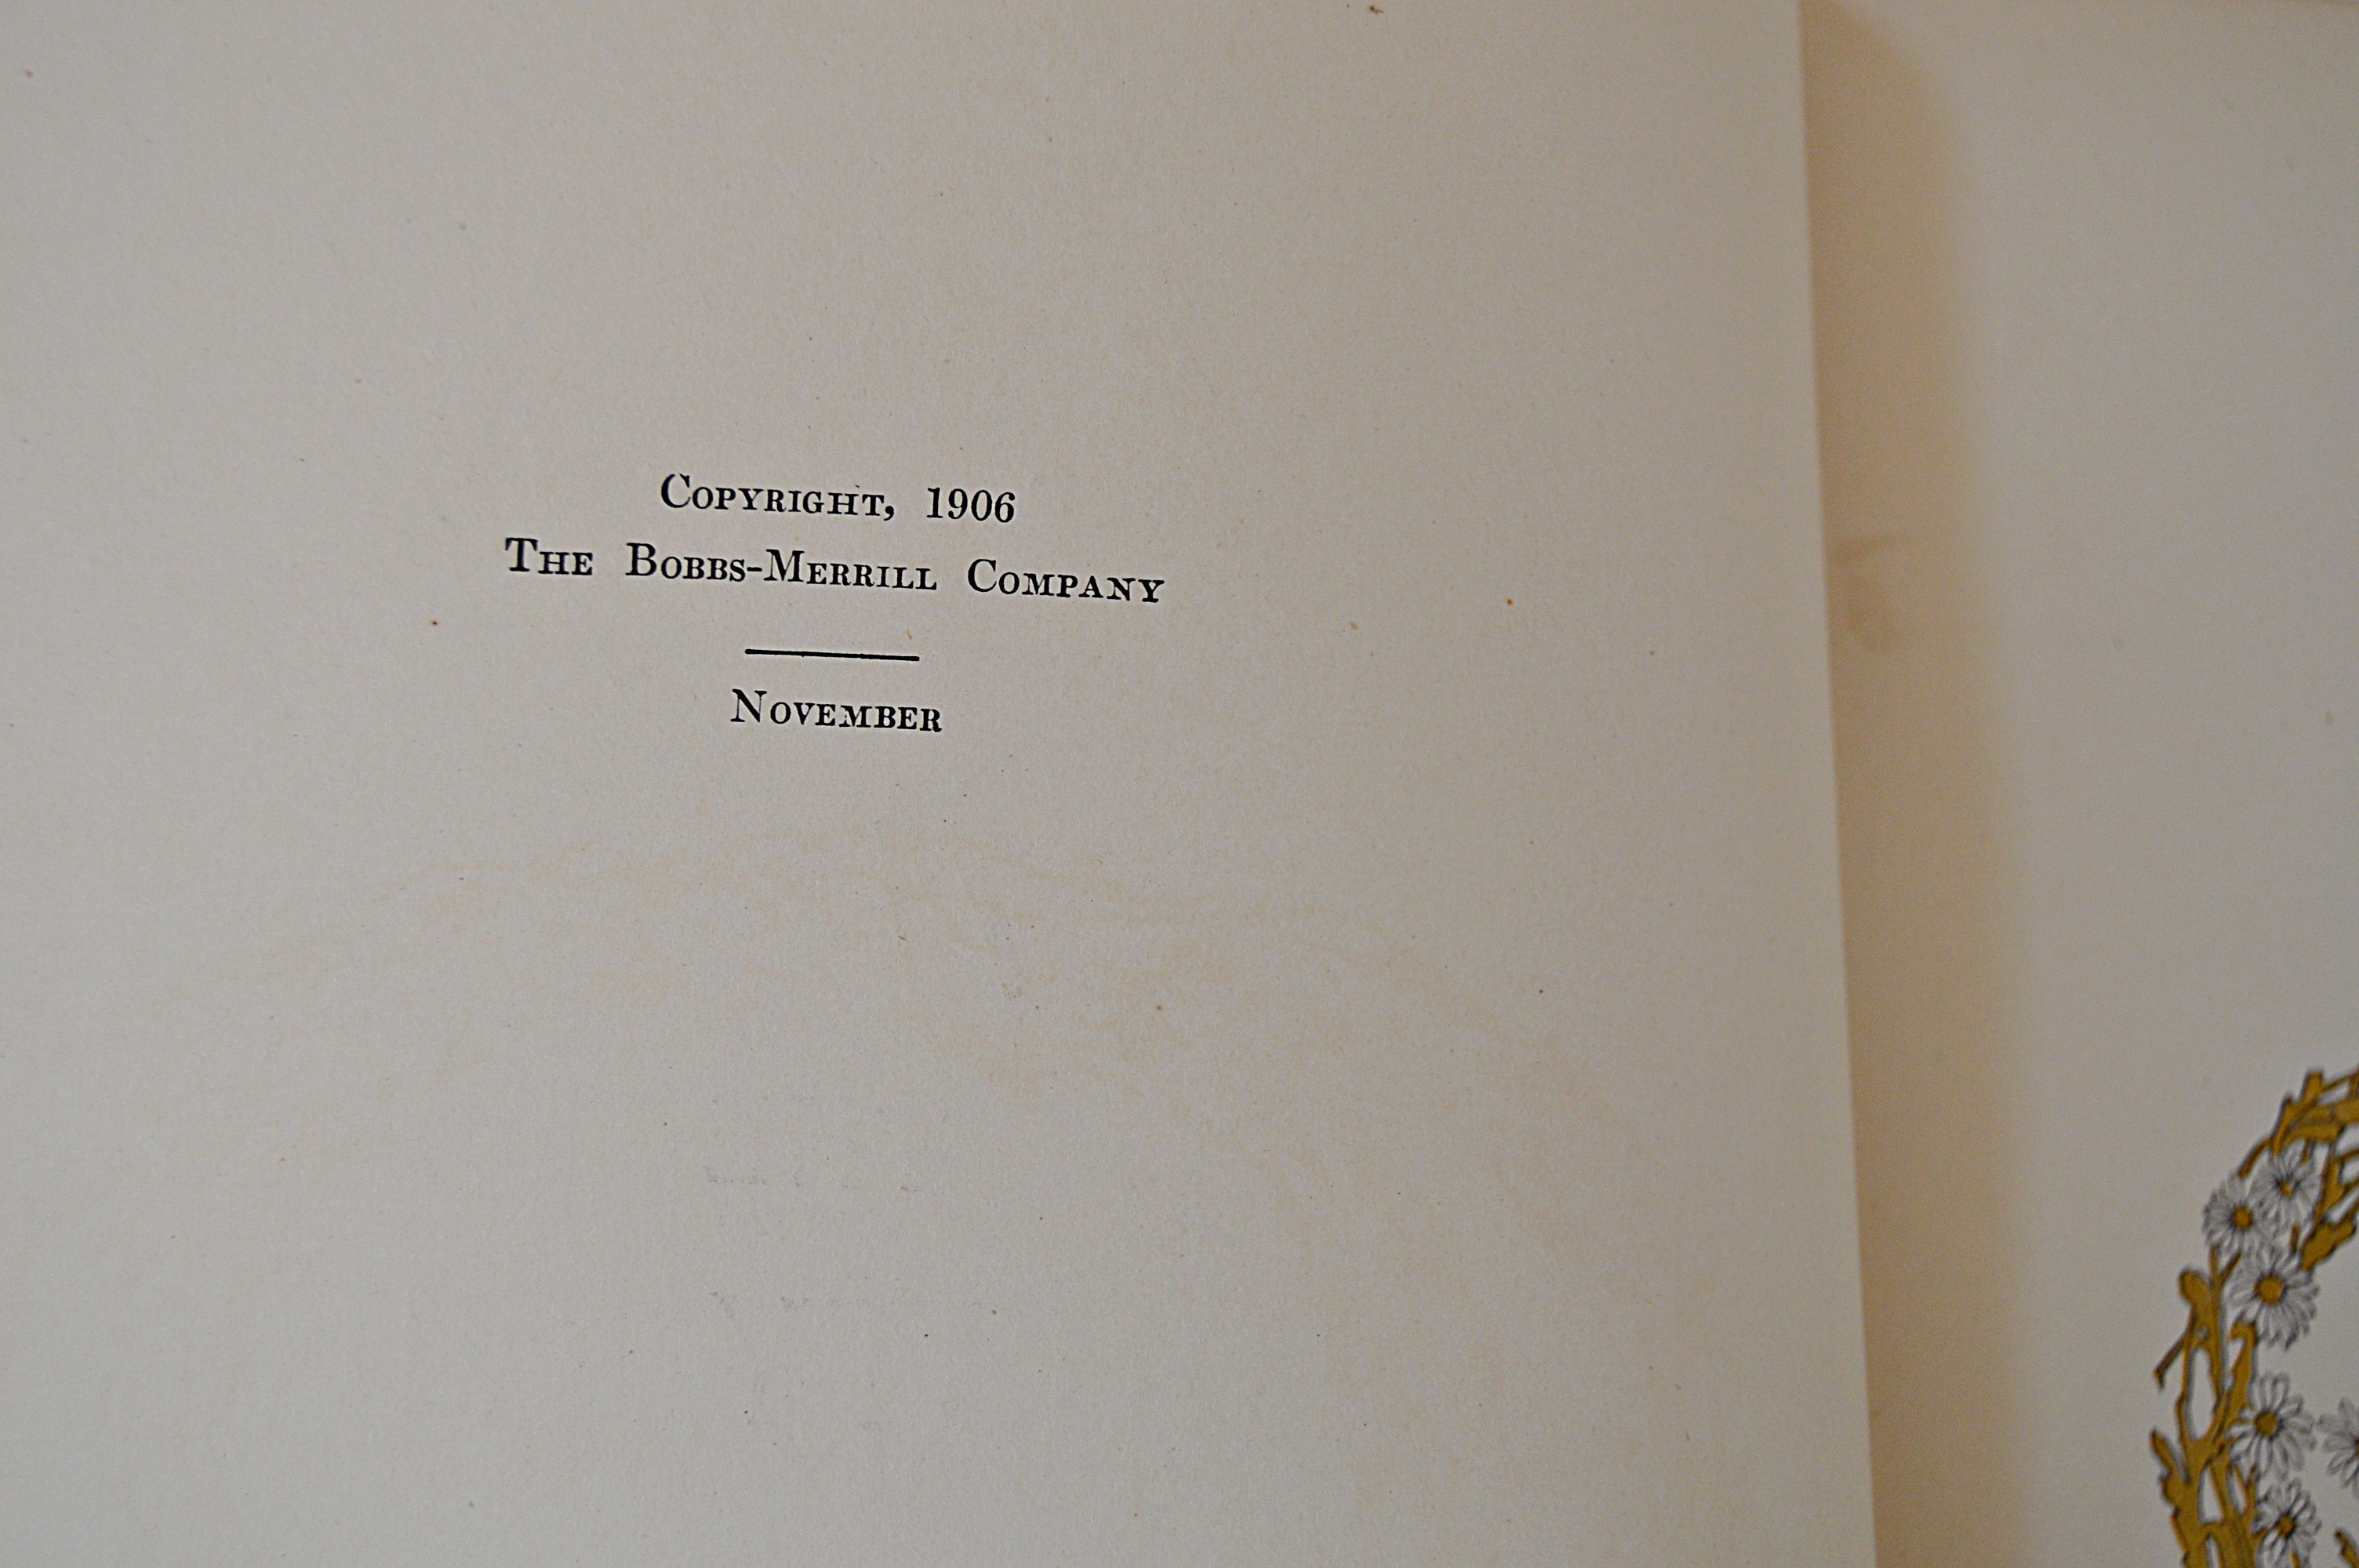 Copyright, 1906
The Bobbs-Merrill Company
November